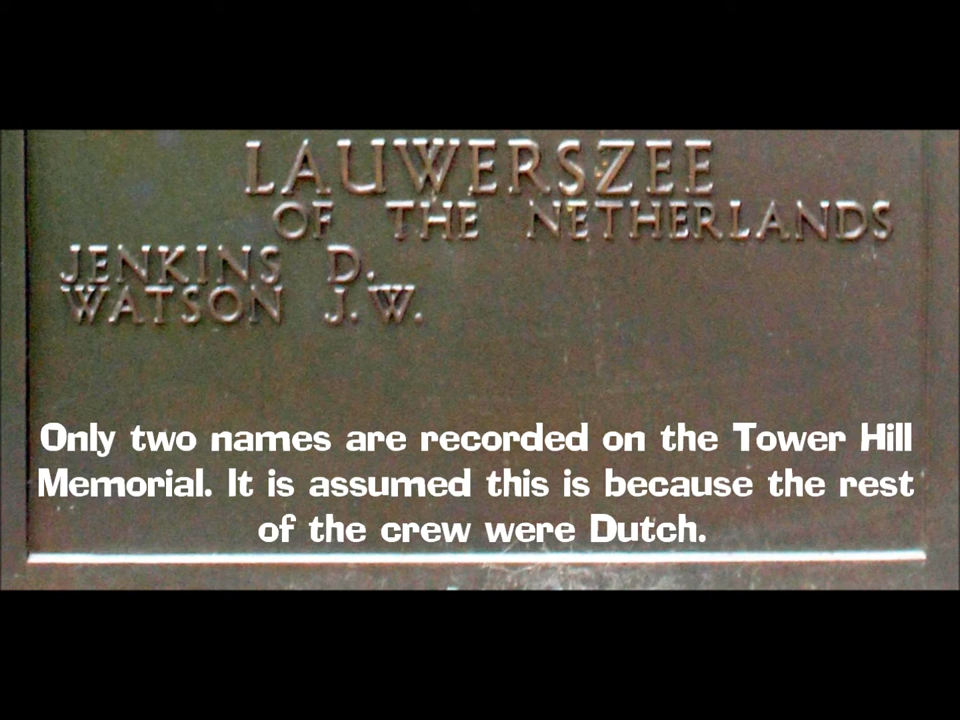 LAUWERSZEE
OF THE NETHERLANDS
JENKINS D.
WATSON J.W.
Only two names are recorded on the Tower Hill
Memorial. It is assumed this is because the rest
of the crew were Dutch.